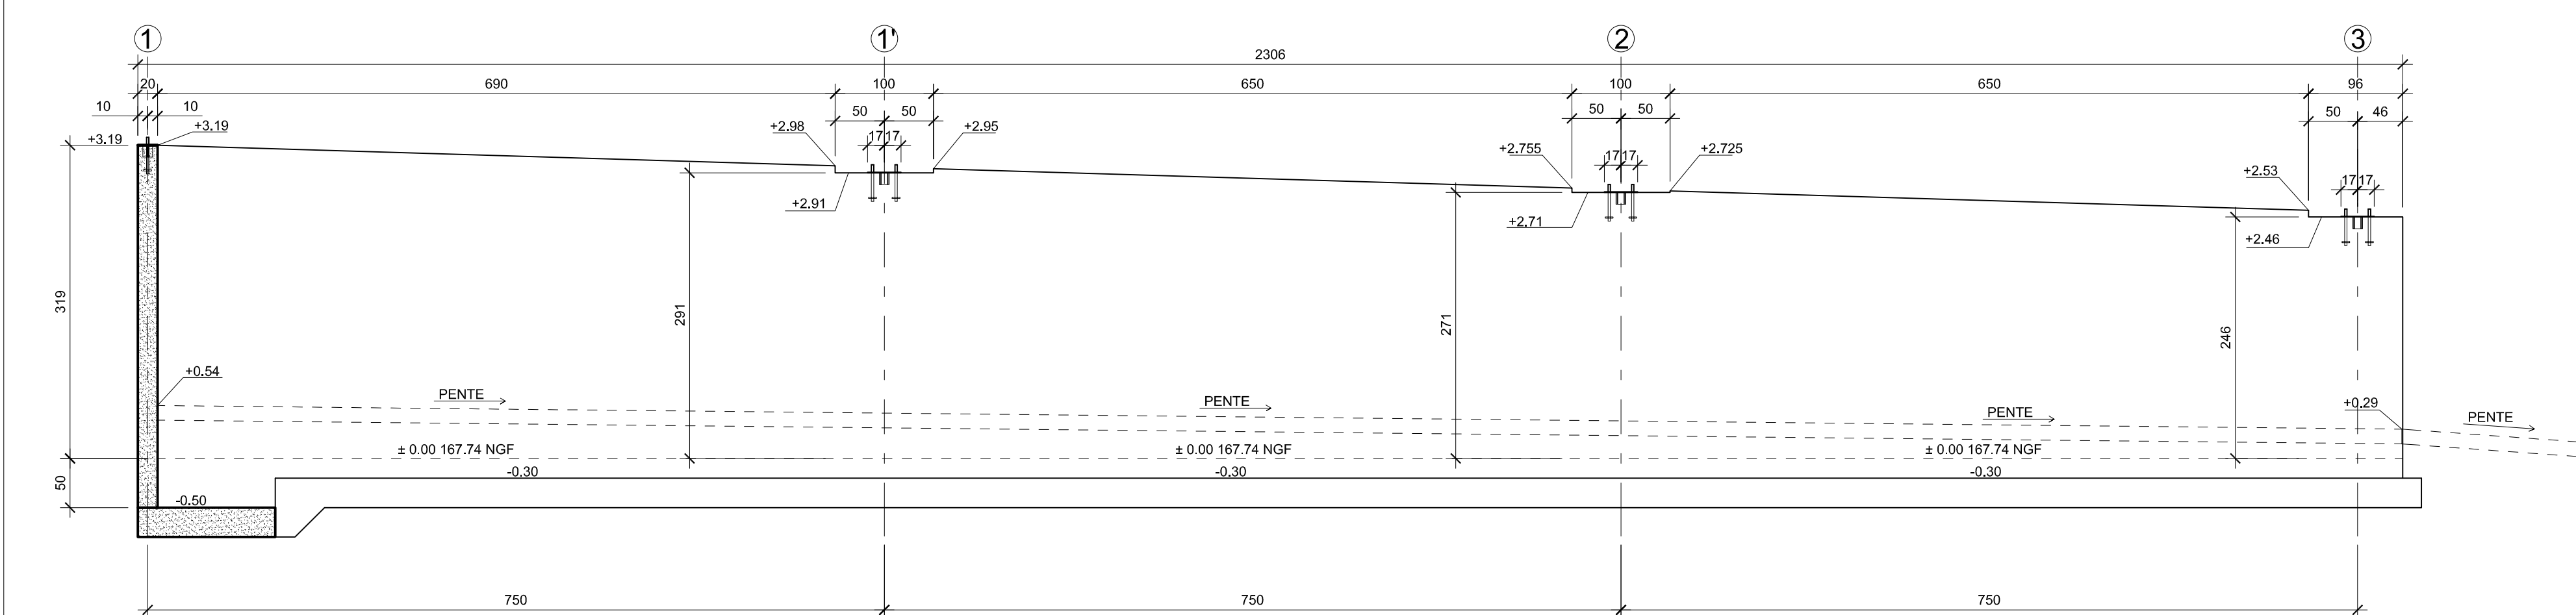 1 1' 2 3
2306
20 690 100 650 100 650 96
10 10 50 50 50 50 50 46
+3.19 +3.19 +2.98 17 17 +2.95 +2.755 17 17 +2.725 +2.53 17 17
+2.91 +2.71 +2.46
319 291 271 246
+0.54 +0.29
PENTE PENTE PENTE PENTE
± 0.00 167.74 NGF ± 0.00 167.74 NGF ± 0.00 167.74 NGF
-0.30 -0.30 -0.30
50 -0.50
750 750 750